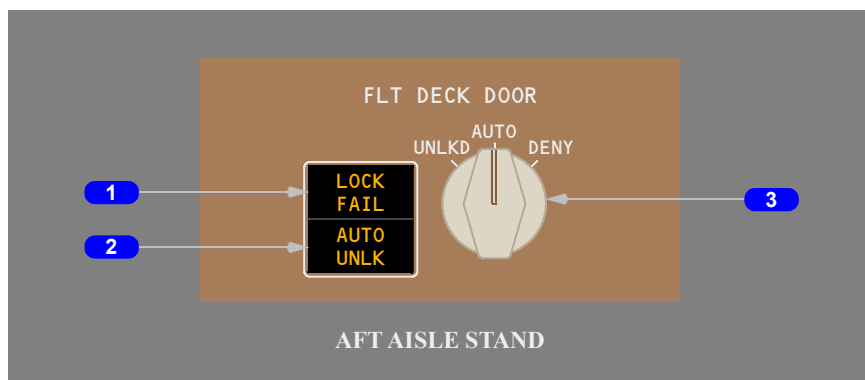 FLT DECK DOOR
AUTO
UNLKD
DENY
1
LOCK
FAIL
2
AUTO
UNLK
3
AFT AISLE STAND